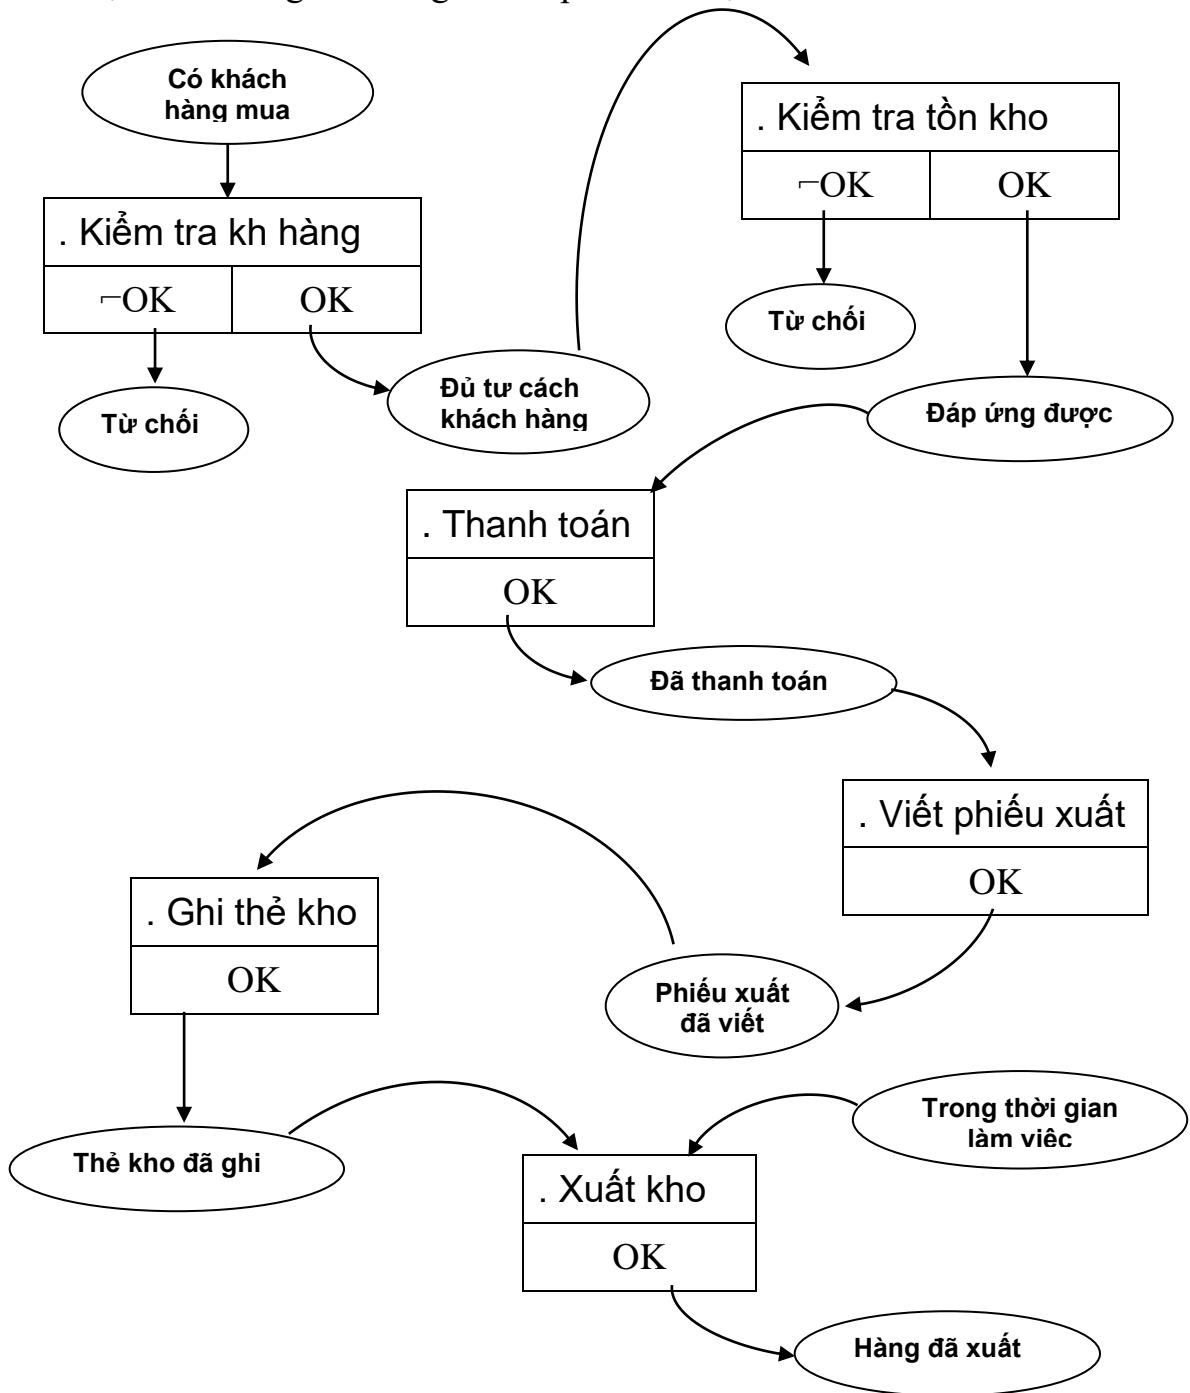 Có khách
hàng mua
. Kiểm tra kh hàng
¬OK OK
Từ chối
Đủ tư cách
khách hàng
. Kiểm tra tồn kho
¬OK OK
Từ chối
Đáp ứng được
. Thanh toán
OK
Đã thanh toán
. Viết phiếu xuất
OK
Phiếu xuất
đã viết
. Ghi thẻ kho
OK
Thẻ kho đã ghi
Trong thời gian
làm việc
. Xuất kho
OK
Hàng đã xuất